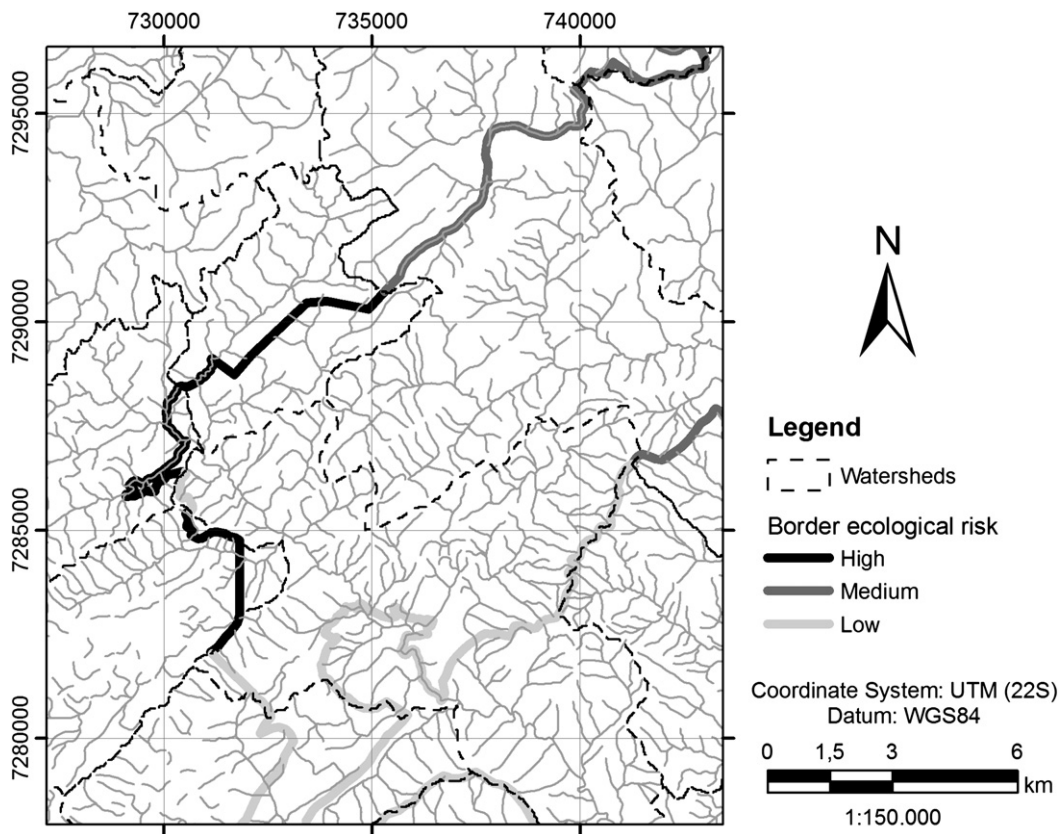 730000 735000 740000
7295000
7290000
7285000
7280000
N
Legend
Watersheds
Border ecological risk
High
Medium
Low
Coordinate System: UTM (22S)
Datum: WGS84
0 1,5 3 6
km
1:150.000